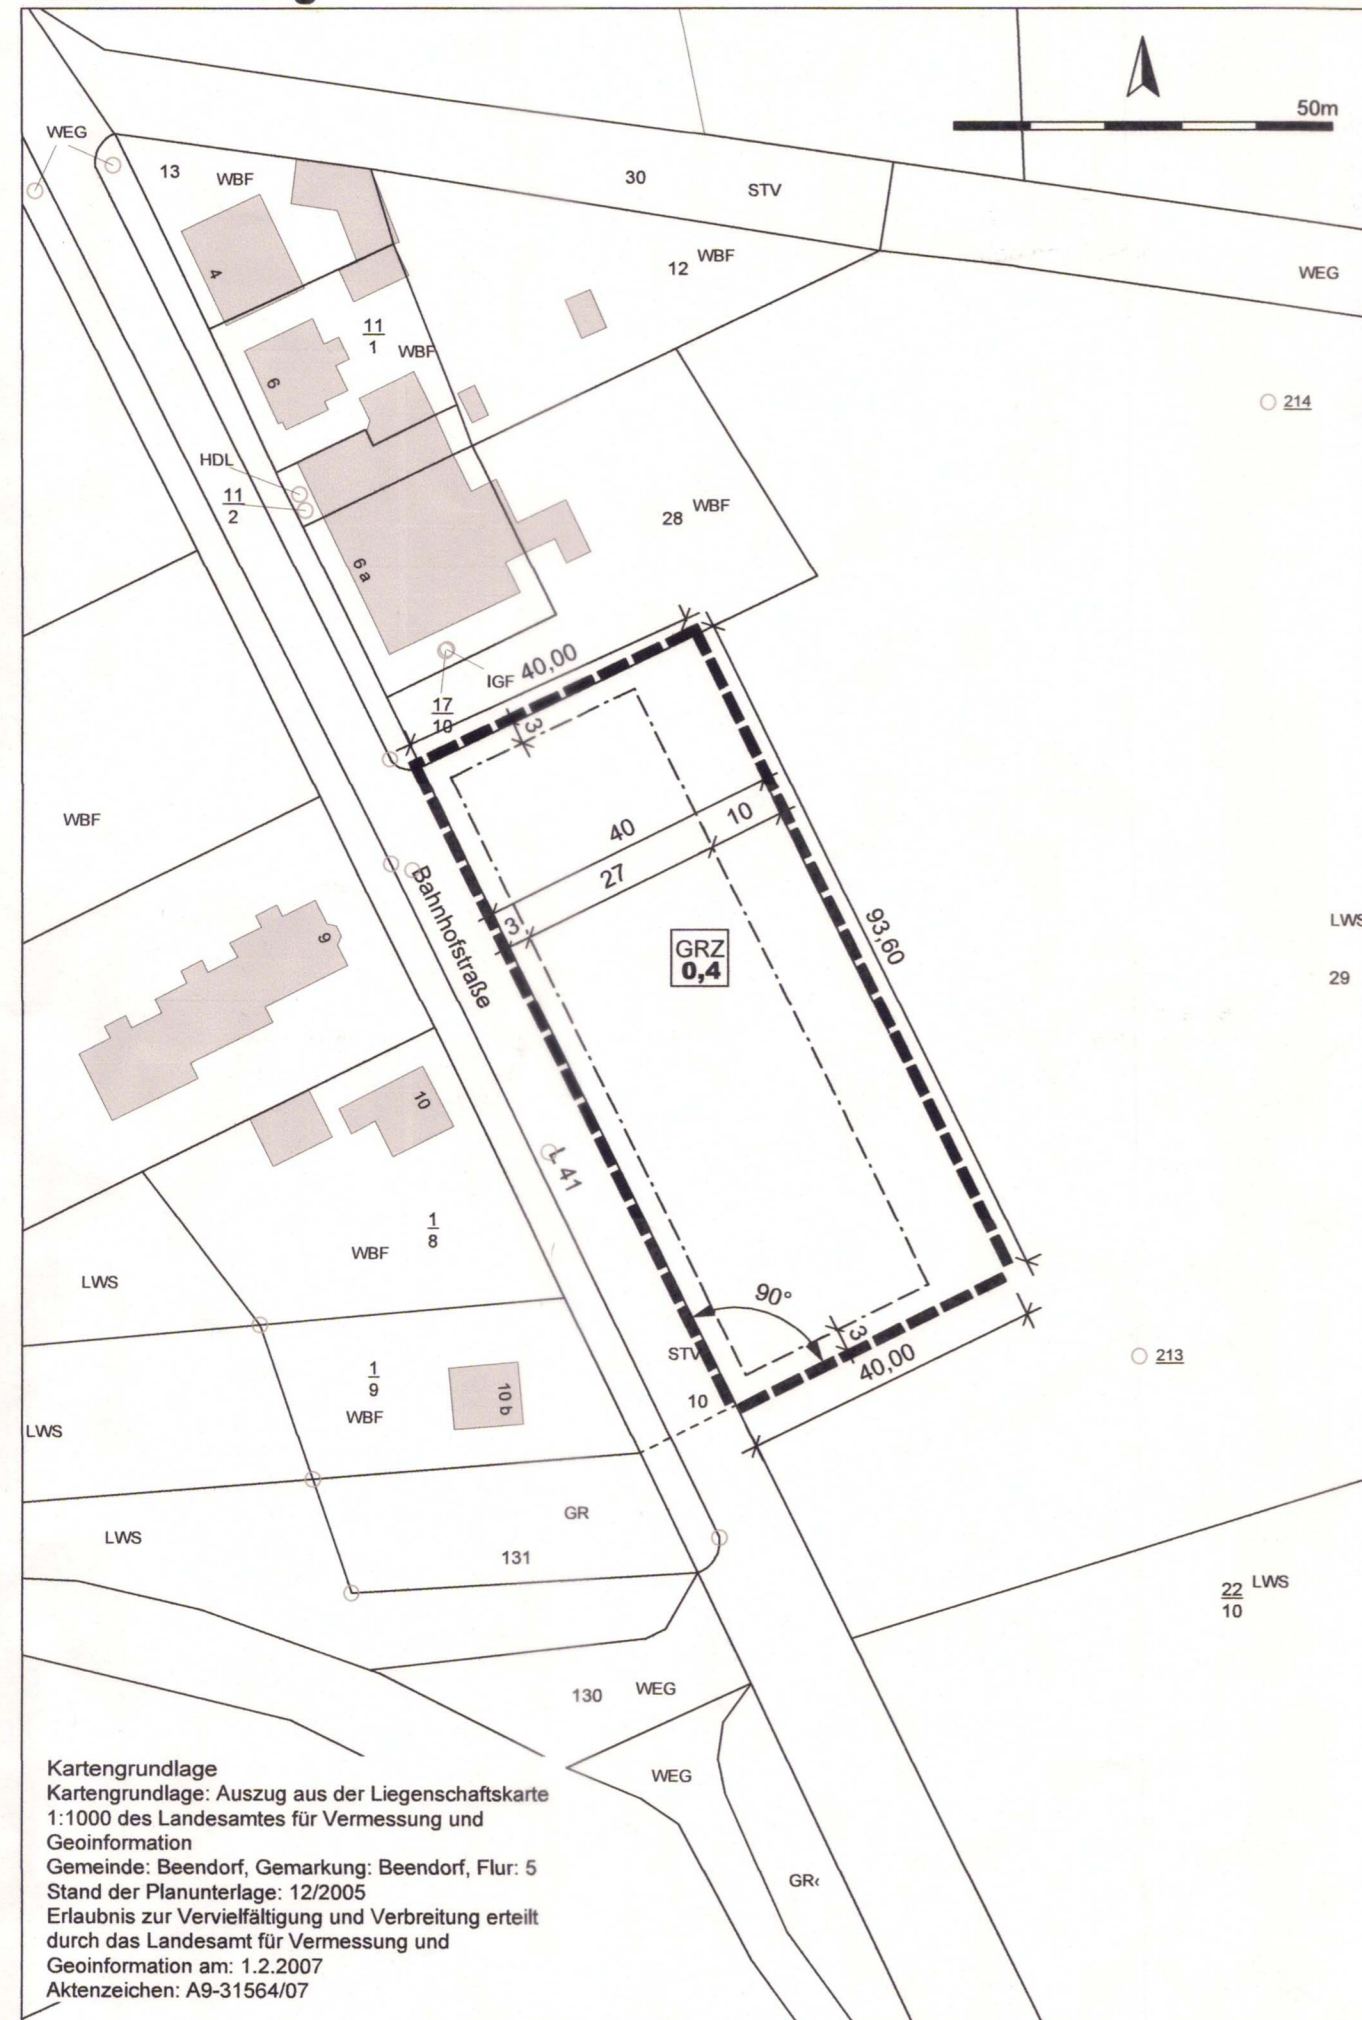 50m
WEG
13
WBF
30
STV
12 WBF
WEG
4
11
1
WBF
6
214
HDL
11
2
28 WBF
6 a
IGF
40,00
17
10
3
WBF
40
10
27
3
Bahnhofstraße
GRZ
0,4
93,60
LWS
29
9
10
L 41
1
8
WBF
LWS
90°
STV
3
40,00
213
10
1
9
WBF
10 b
LWS
GR
LWS
131
22
10
LWS
130
WEG
WEG
GR
Kartengrundlage
Kartengrundlage: Auszug aus der Liegenschaftskarte
1:1000 des Landesamtes für Vermessung und
Geoinformation
Gemeinde: Beendorf, Gemarkung: Beendorf, Flur: 5
Stand der Planunterlage: 12/2005
Erlaubnis zur Vervielfältigung und Verbreitung erteilt
durch das Landesamt für Vermessung und
Geoinformation am: 1.2.2007
Aktenzeichen: A9-31564/07